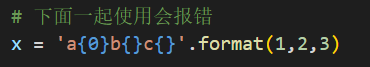 # 下面一起使用会报错
x = 'a{0}b{}c{}'.format(1,2,3)